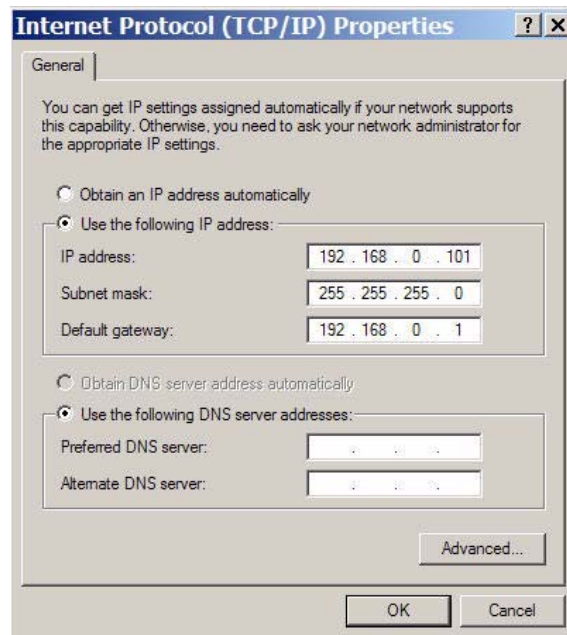 Internet Protocol (TCP/IP) Properties ? X
General
You can get IP settings assigned automatically if your network supports
this capability. Otherwise, you need to ask your network administrator for
the appropriate IP settings.
Obtain an IP address automatically
Use the following IP address:
IP address: 192 . 168 . 0 . 101
Subnet mask: 255 . 255 . 255 . 0
Default gateway: 192 . 168 . 0 . 1
Obtain DNS server address automatically
Use the following DNS server addresses:
Preferred DNS server: . . .
Alternate DNS server: . . .
Advanced...
OK Cancel